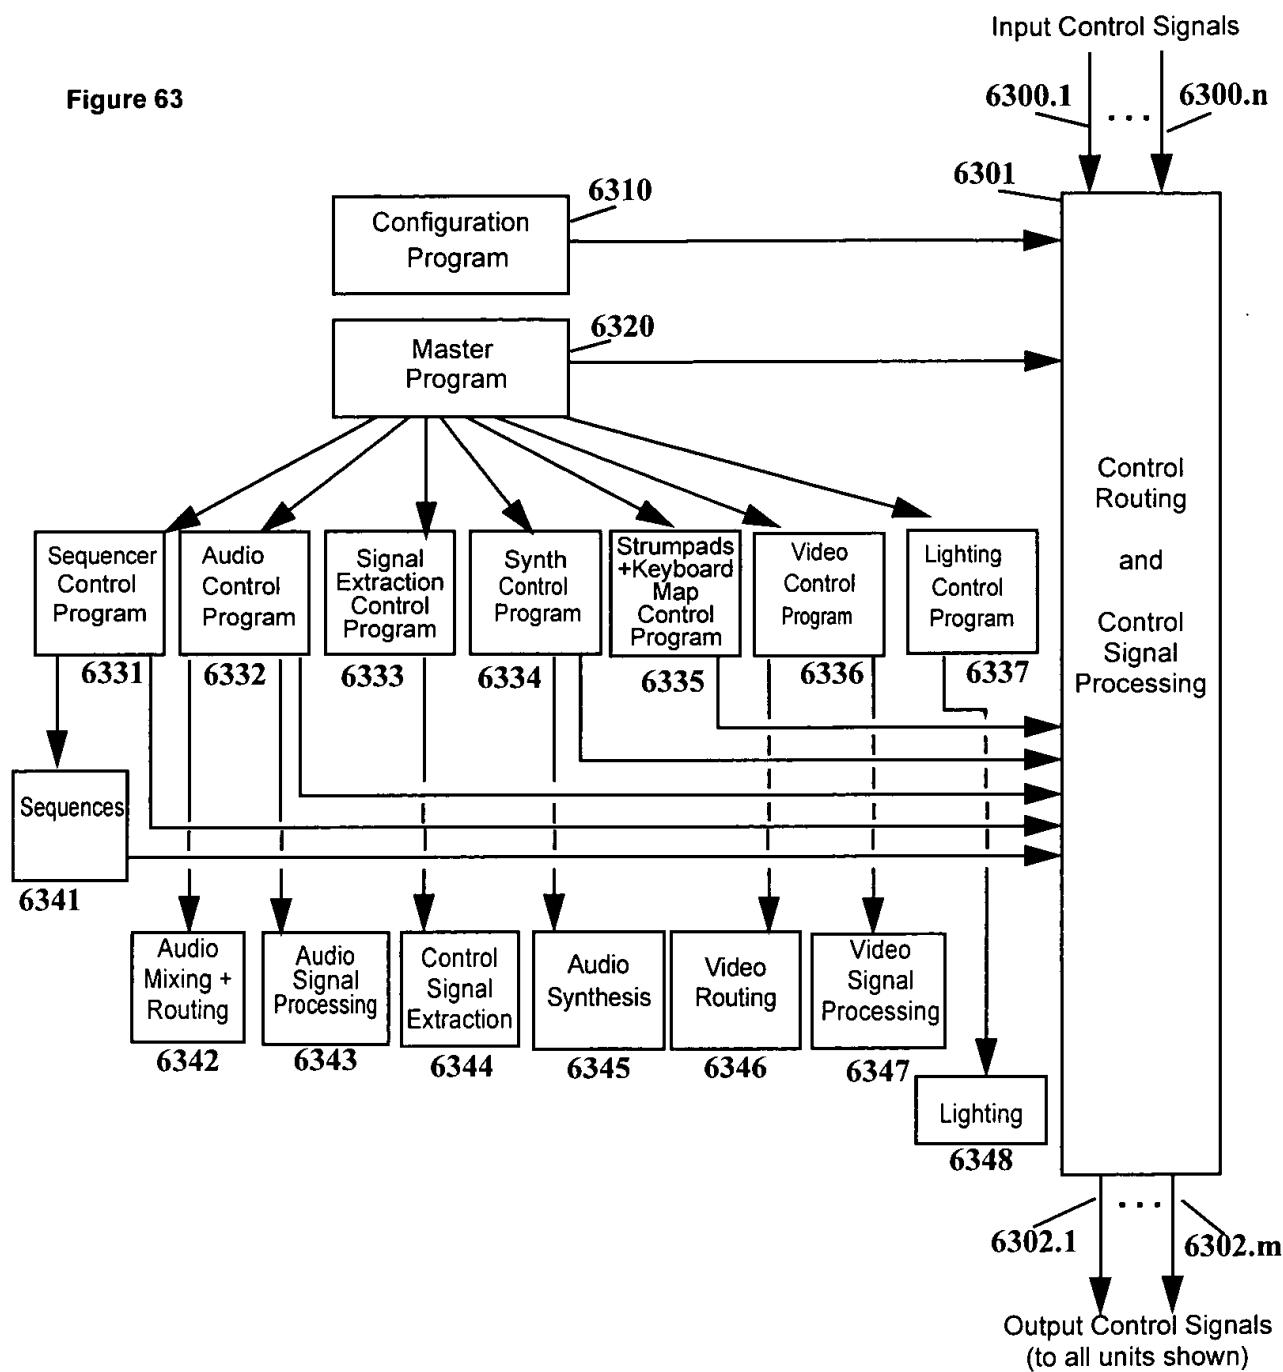 Input Control Signals
Figure 63
6300.1
. . .
6300.n
6301
6310
Configuration
Program
6320
Master
Program
Control
Routing
and
Control
Signal
Processing
Sequencer
Control
Program
Audio
Control
Program
Signal
Extraction
Control
Program
Synth
Control
Program
Strumpads
+Keyboard
Map
Control
Program
Video
Control
Program
Lighting
Control
Program
6331
6332
6333
6334
6335
6336
6337
Sequences
6341
Audio
Mixing +
Routing
Audio
Signal
Processing
Control
Signal
Extraction
Audio
Synthesis
Video
Routing
Video
Signal
Processing
6342
6343
6344
6345
6346
6347
Lighting
6348
6302.1
. . .
6302.m
Output Control Signals
(to all units shown)